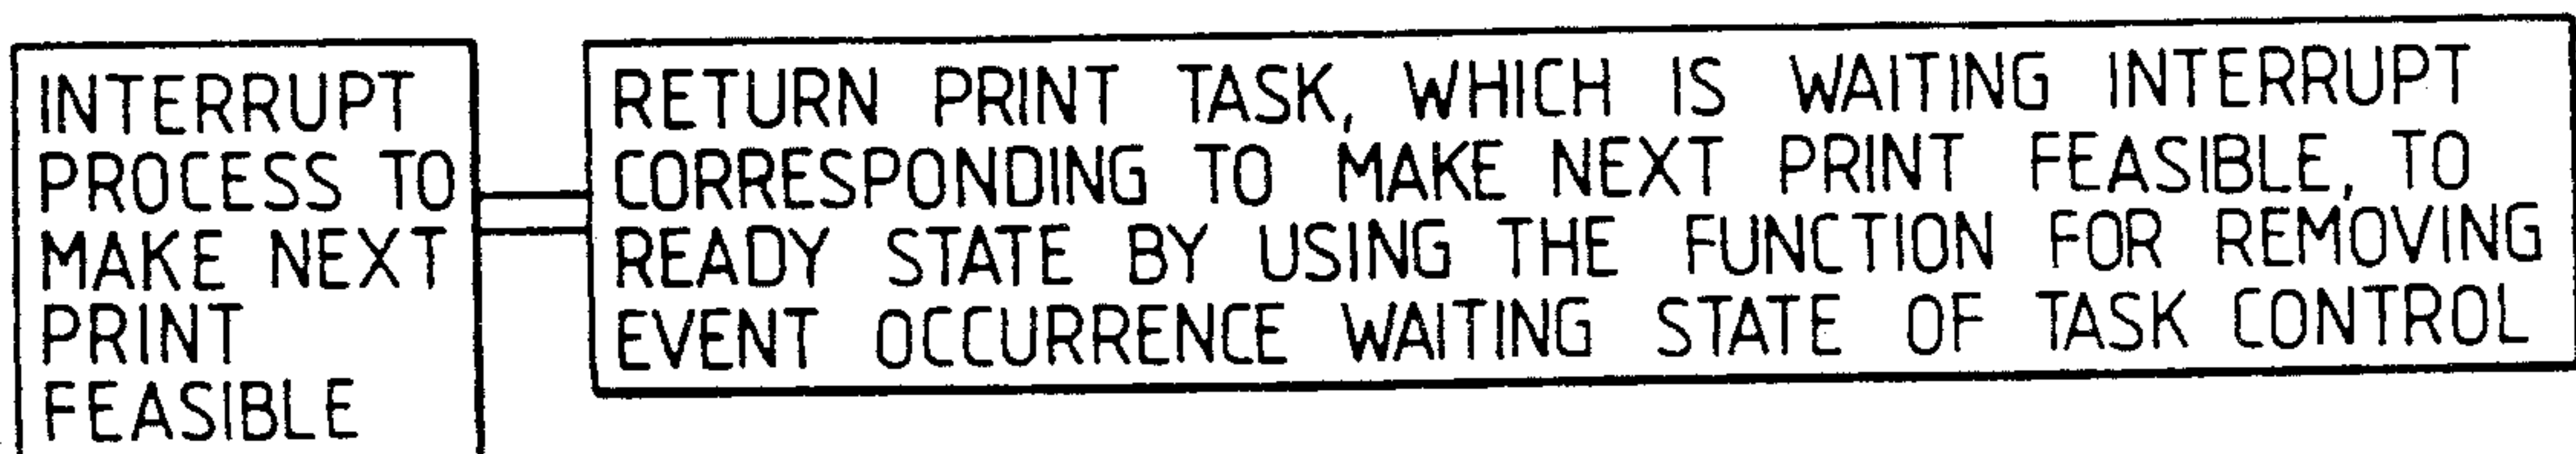 INTERRUPT
PROCESS TO
MAKE NEXT
PRINT
FEASIBLE
RETURN PRINT TASK, WHICH IS WAITING INTERRUPT
CORRESPONDING TO MAKE NEXT PRINT FEASIBLE, TO
READY STATE BY USING THE FUNCTION FOR REMOVING
EVENT OCCURRENCE WAITING STATE OF TASK CONTROL